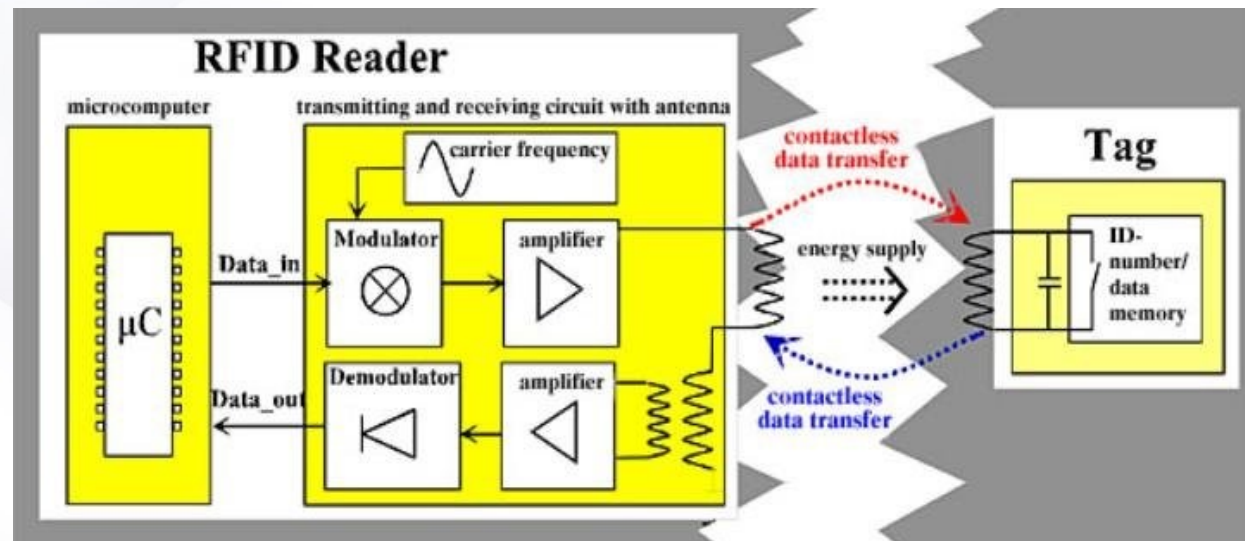 RFID Reader
microcomputer
transmitting and receiving circuit with antenna
carrier frequency
Modulator
amplifier
Data_in
μC
Data_out
Demodulator
amplifier
contactless
data transfer
energy supply
contactless
data transfer
Tag
ID-
number/
data
memory